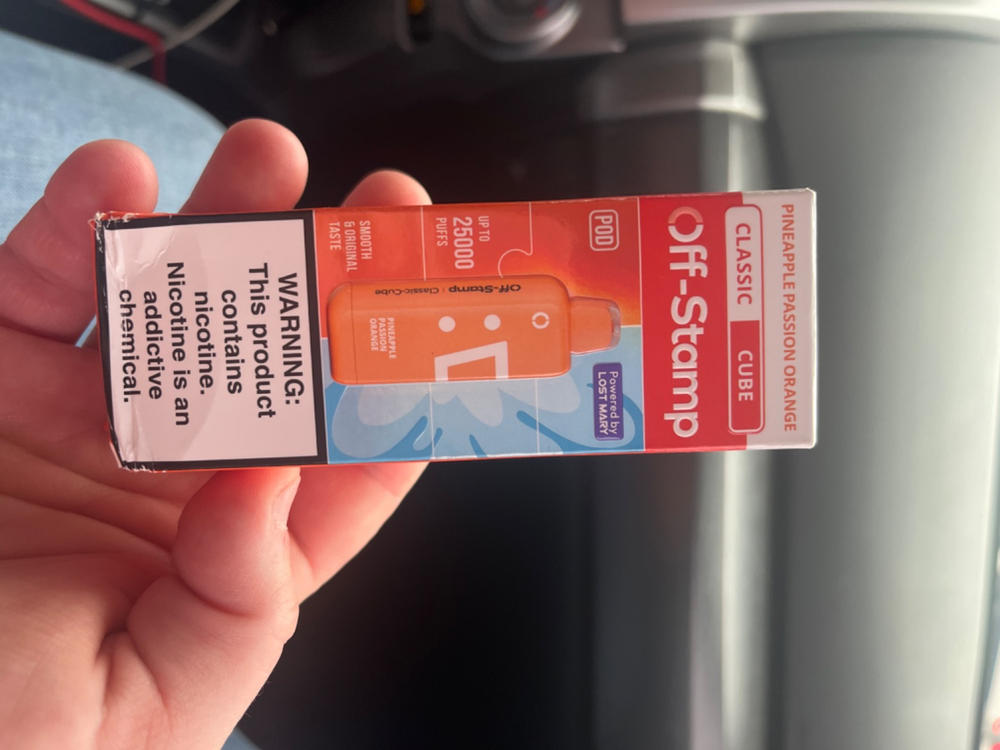 PINEAPPLE PASSION ORANGE
CLASSIC CUBE
Off-Stamp
POD
Powered by
LOST MARY
UP TO
25000
PUFFS
SMOOTH
& ORIGINAL
TASTE
Off-Stamp | Classic-Cube
PINEAPPLE
PASSION
ORANGE
WARNING:
This product
contains
nicotine.
Nicotine is an
addictive
chemical.